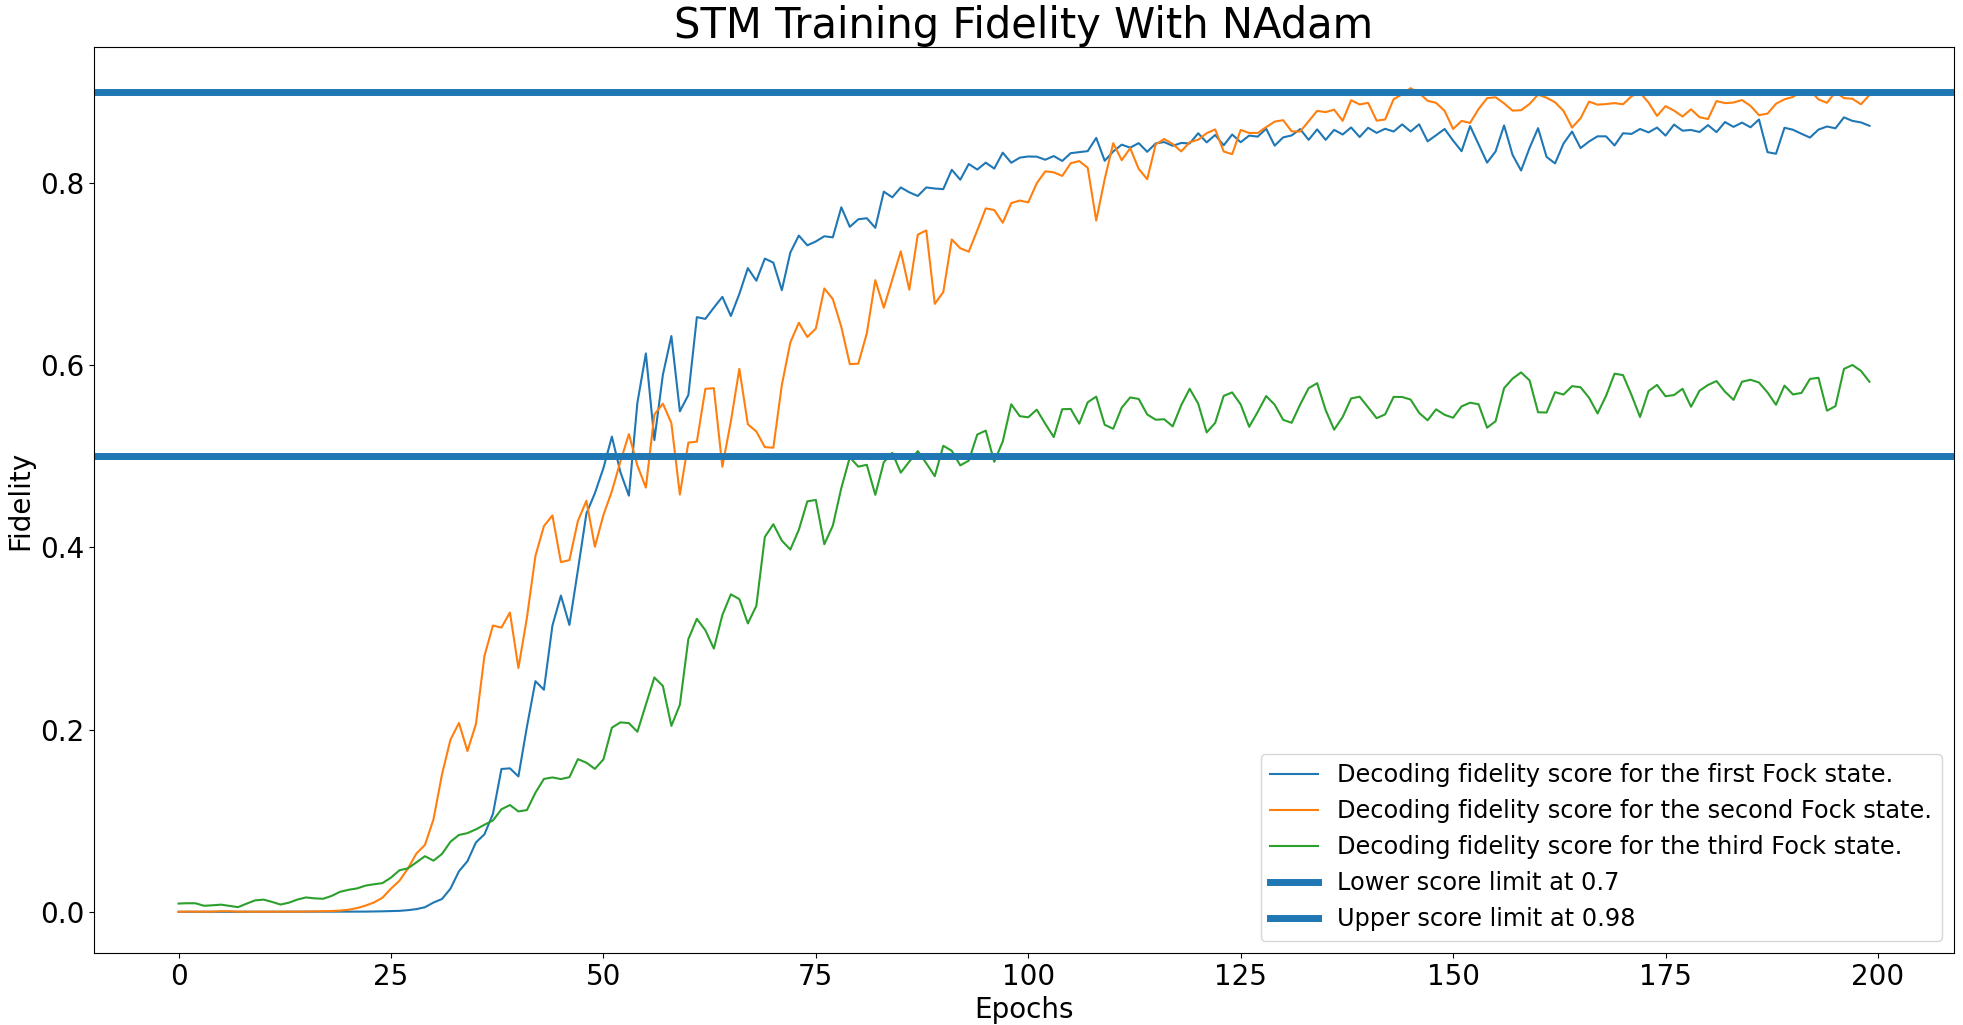 STM Training Fidelity With NAdam
Fidelity
0.8
0.6
0.4
0.2
0.0
0 25 50 75 100 125 150 175 200
Epochs
Decoding fidelity score for the first Fock state.
Decoding fidelity score for the second Fock state.
Decoding fidelity score for the third Fock state.
Lower score limit at 0.7
Upper score limit at 0.98